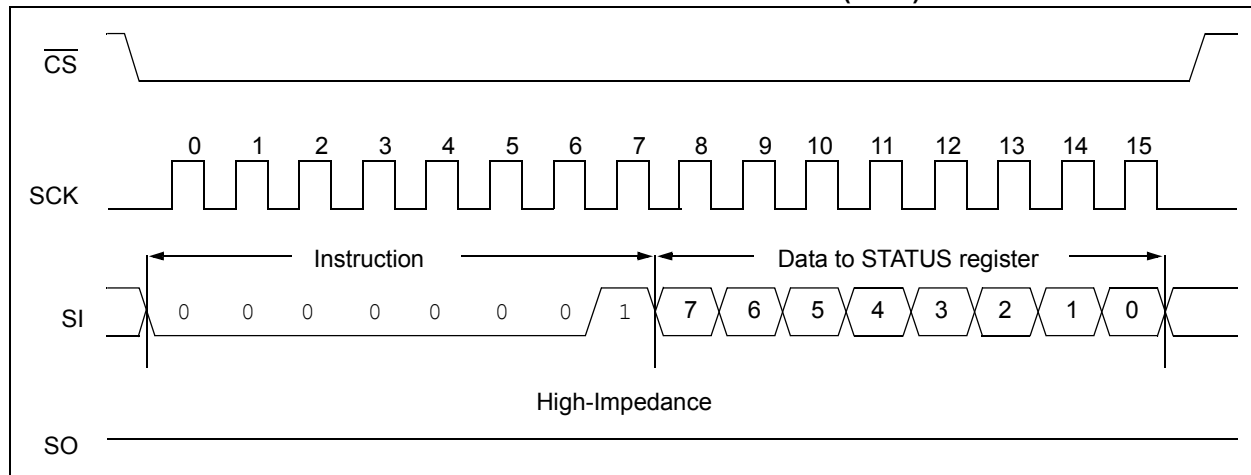 CS
0 1 2 3 4 5 6 7 8 9 10 11 12 13 14 15
SCK
Instruction Data to STATUS register
SI 0 0 0 0 0 0 0 1 7 6 5 4 3 2 1 0
High-Impedance
SO